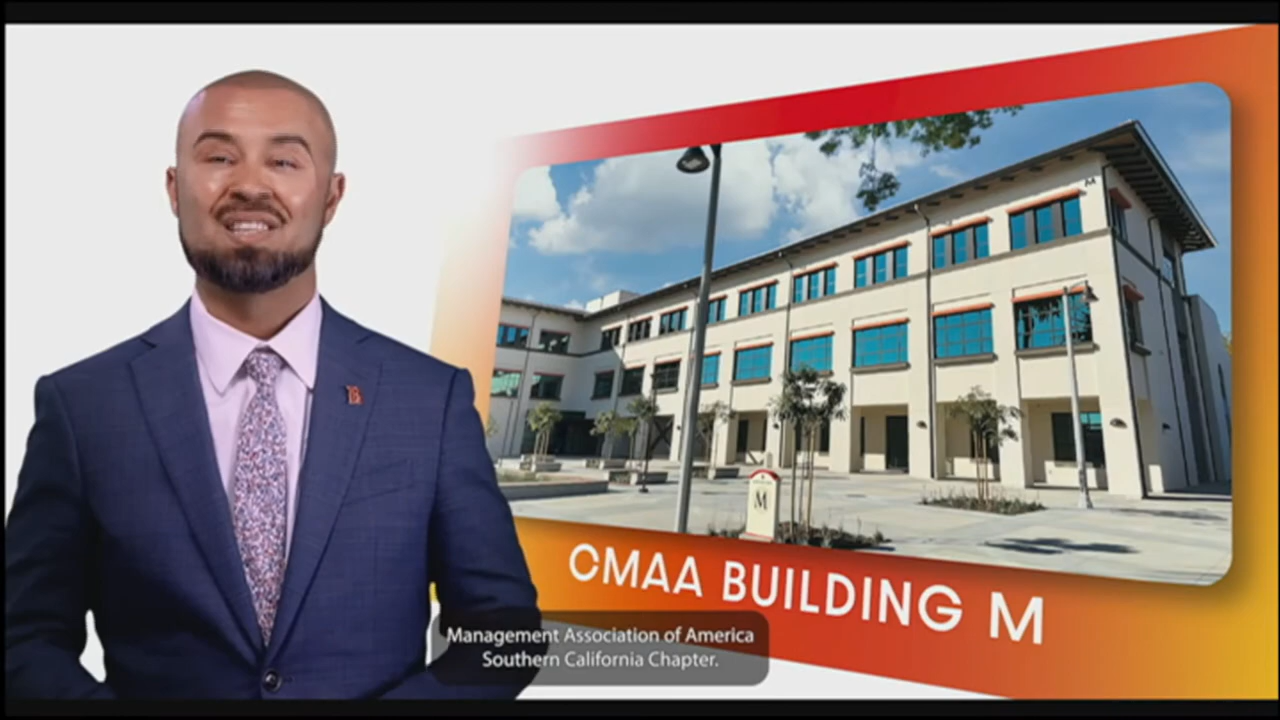 M
M
CMAA BUILDING M
Management Association of America
Southern California Chapter.